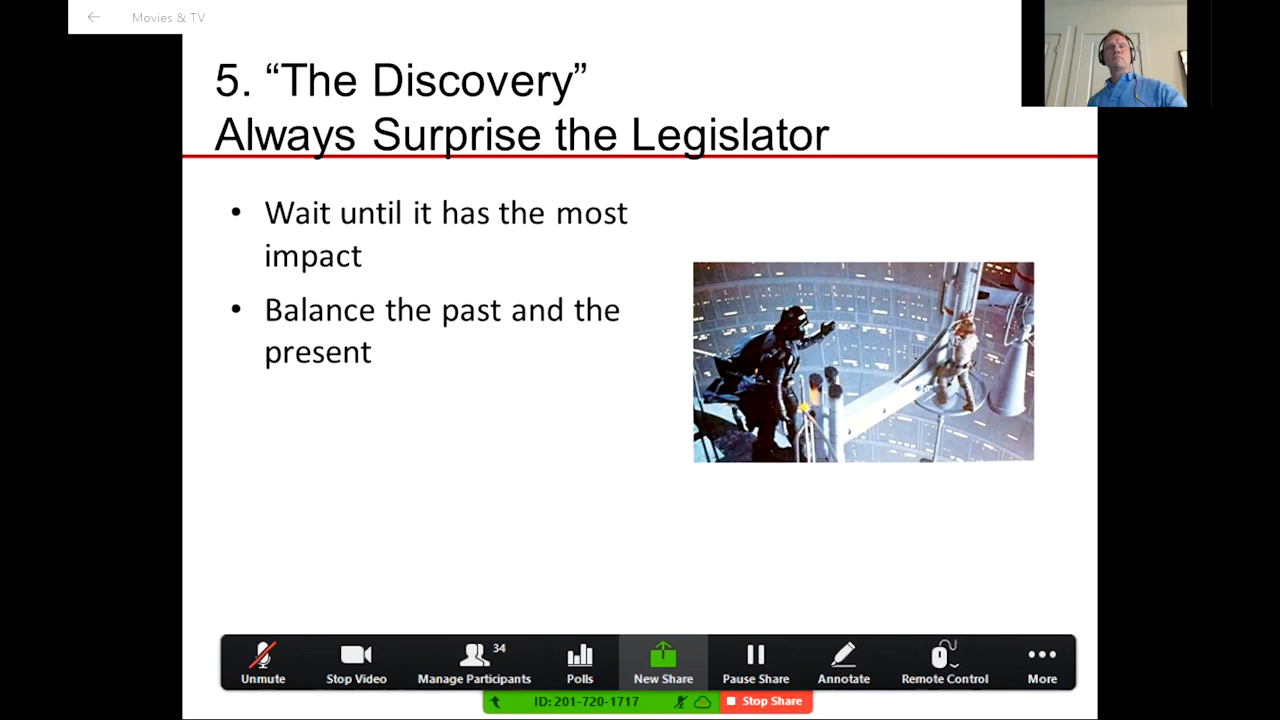 Movies & TV
5. “The Discovery”
Always Surprise the Legislator
• Wait until it has the most
impact
• Balance the past and the
present
34
Unmute Stop Video Manage Participants Polls New Share Pause Share Annotate Remote Control More
ID: 201-720-1717 Stop Share